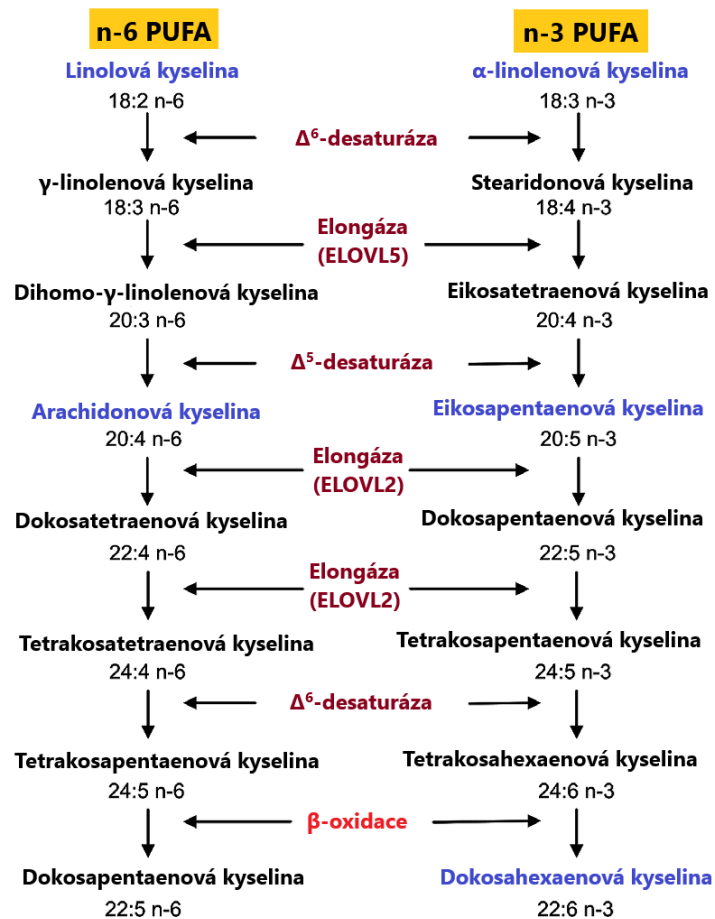 n-6 PUFA
n-3 PUFA
Linolová kyselina
α-linolenová kyselina
18:2 n-6
18:3 n-3
Δ⁶-desaturáza
γ-linolenová kyselina
Stearidonová kyselina
18:3 n-6
18:4 n-3
Elongáza
(ELOVL5)
Dihomo-γ-linolenová kyselina
Eikosatetraenová kyselina
20:3 n-6
20:4 n-3
Δ⁵-desaturáza
Arachidonová kyselina
Eikosapentaenová kyselina
20:4 n-6
20:5 n-3
Elongáza
(ELOVL2)
Dokosatetraenová kyselina
Dokosapentaenová kyselina
22:4 n-6
22:5 n-3
Elongáza
(ELOVL2)
Tetrakosatetraenová kyselina
Tetrakosapentaenová kyselina
24:4 n-6
24:5 n-3
Δ⁶-desaturáza
Tetrakosapentaenová kyselina
Tetrakosahexaenová kyselina
24:5 n-6
24:6 n-3
β-oxidace
Dokosapentaenová kyselina
Dokosahexaenová kyselina
22:5 n-6
22:6 n-3